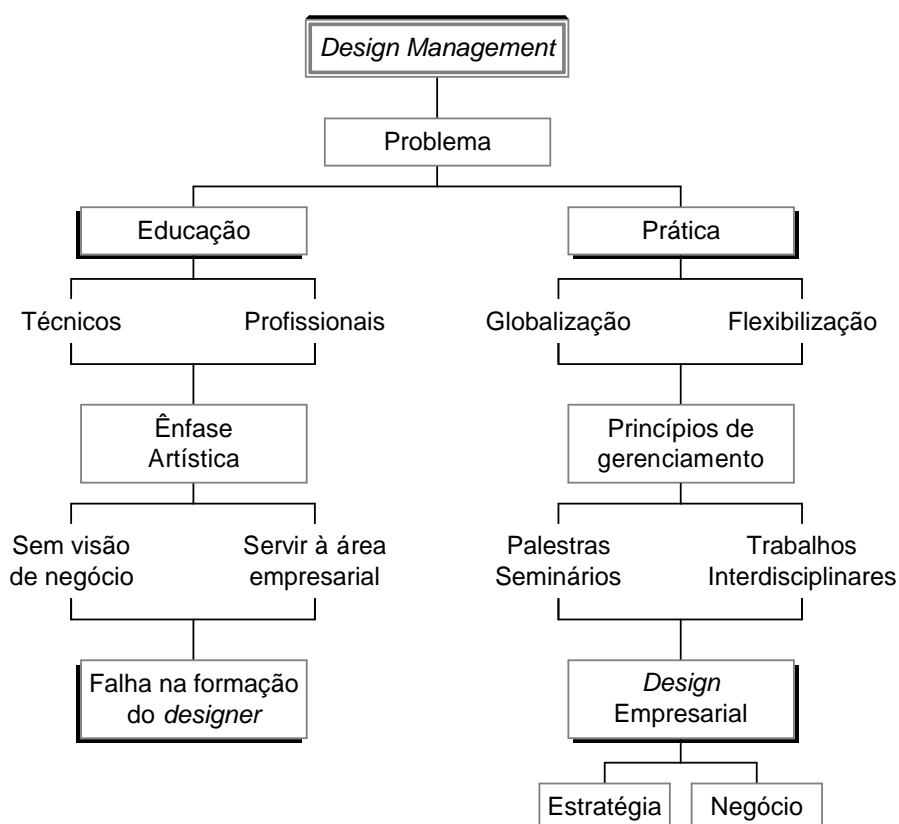 Design Management
Problema
Educação
Prática
Técnicos
Profissionais
Globalização
Flexibilização
Ênfase
Artística
Princípios de
gerenciamento
Sem visão
de negócio
Servir à área
empresarial
Palestras
Seminários
Trabalhos
Interdisciplinares
Falha na formação
do designer
Design
Empresarial
Estratégia
Negócio